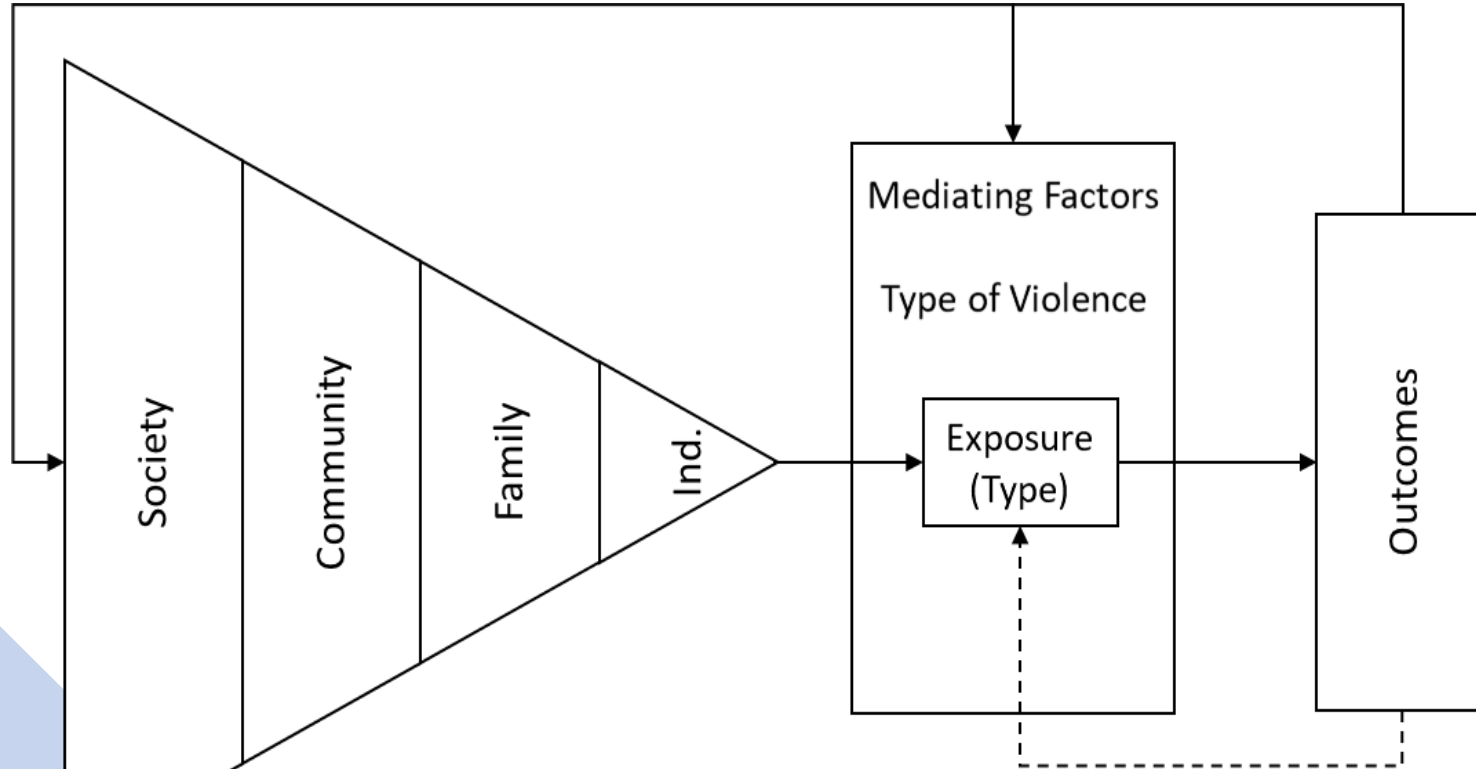 Society
Community
Family
Ind.
Mediating Factors
Type of Violence
Exposure
(Type)
Outcomes